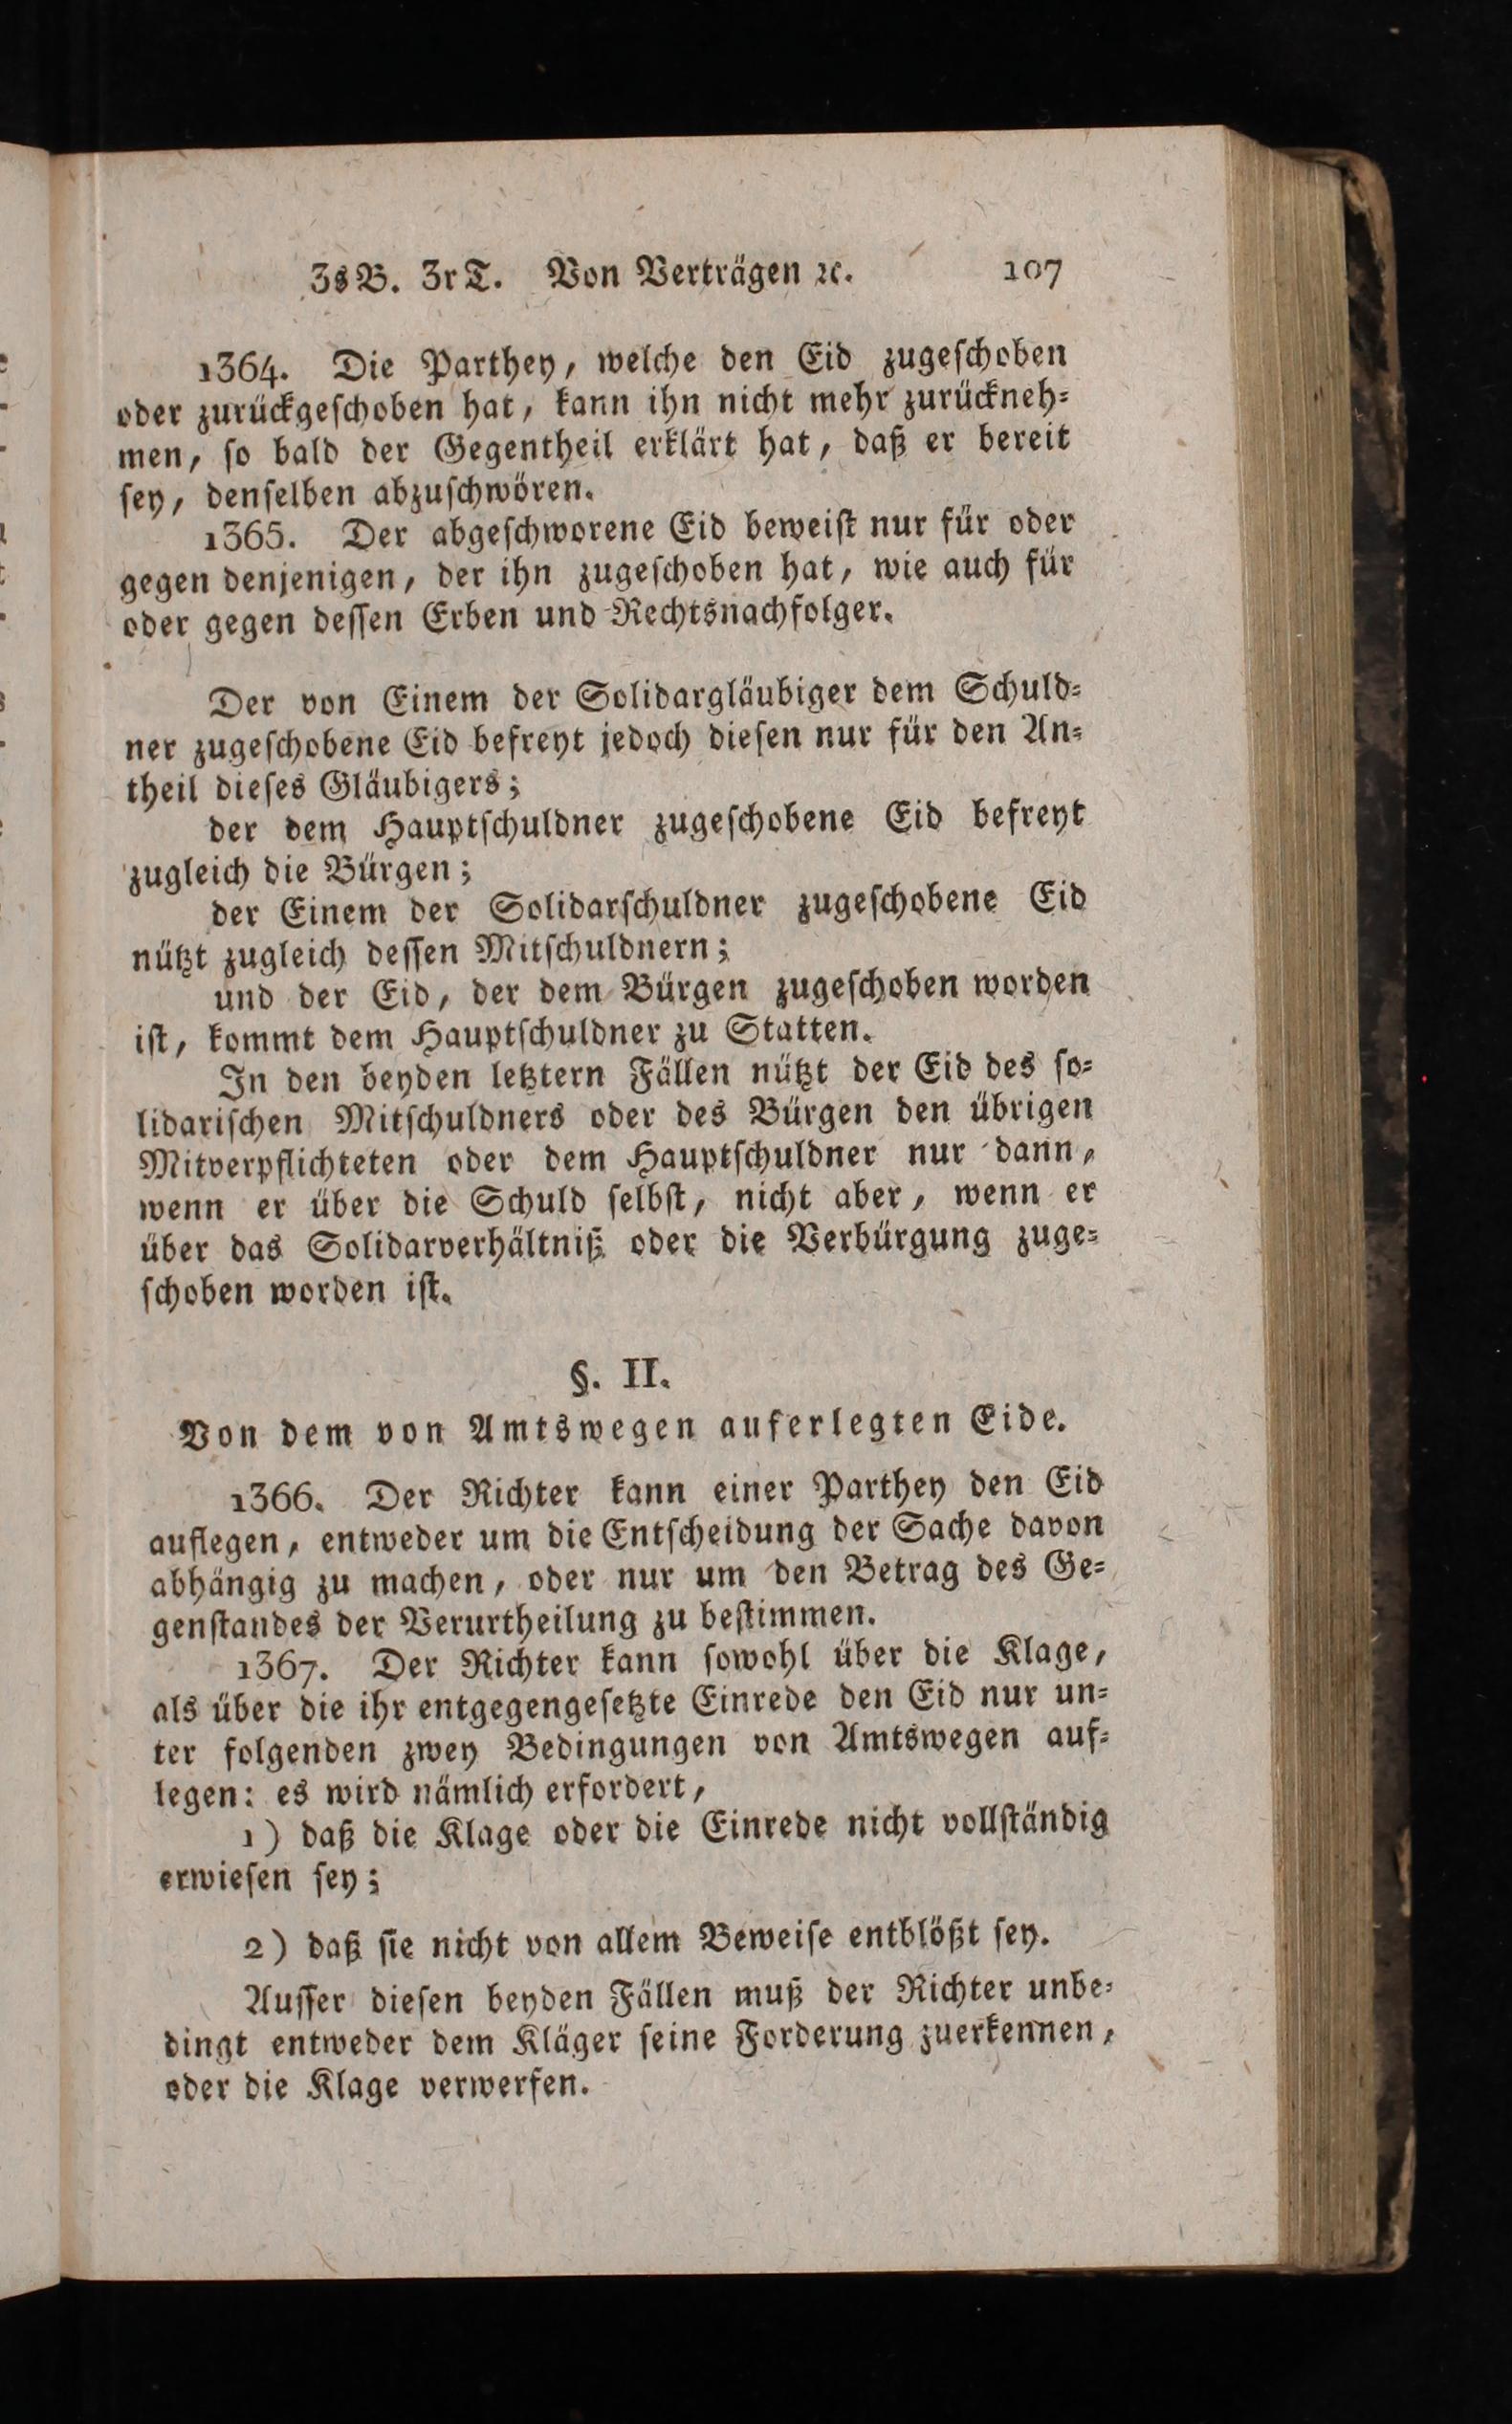 3s B. 3r T. Von Verträgen ꝛc. 107
1364. Die Parthey, welche den Eid zugeſchoben
oder zurückgeſchoben hat, kann ihn nicht mehr zurückneh⸗
men, ſo bald der Gegentheil erklärt hat, daß er bereit
ſey, denſelben abzuſchwören.
1365. Der abgeſchworene Eid beweiſt nur für oder
gegen denjenigen, der ihn zugeſchoben hat, wie auch für
oder gegen deſſen Erben und Rechtsnachfolger.
Der von Einem der Solidargläubiger dem Schuld⸗
ner zugeſchobene Eid befreyt jedoch dieſen nur für den An⸗
theil dieſes Gläubigers;
der dem Hauptſchuldner zugeſchobene Eid befreyt
zugleich die Bürgen;
der Einem der Solidarſchuldner zugeſchobene Eid
nützt zugleich deſſen Mitſchuldnern;
und der Eid, der dem Bürgen zugeſchoben worden
iſt, kommt dem Hauptſchuldner zu Statten.
In den beyden letztern Fällen nützt der Eid des ſo⸗
lidariſchen Mitſchuldners oder des Bürgen den übrigen
Mitverpflichteten oder dem Hauptſchuldner nur dann,
wenn er über die Schuld ſelbſt, nicht aber, wenn er
über das Solidarverhältniß oder die Verbürgung zuge⸗
ſchoben worden iſt.
§. II.
Von dem von Amtswegen auferlegten Eide.
1366. Der Richter kann einer Parthey den Eid
auflegen, entweder um die Entſcheidung der Sache davon
abhängig zu machen, oder nur um den Betrag des Ge⸗
genſtandes der Verurtheilung zu beſtimmen.
1367. Der Richter kann ſowohl über die Klage,
als über die ihr entgegengeſetzte Einrede den Eid nur un⸗
ter folgenden zwey Bedingungen von Amtswegen auf⸗
legen: es wird nämlich erfordert,
1) daß die Klage oder die Einrede nicht vollſtändig
erwieſen ſey;
2) daß ſie nicht von allem Beweiſe entblößt ſey.
Auſſer dieſen beyden Fällen muß der Richter unbe⸗
dingt entweder dem Kläger ſeine Forderung zuerkennen,
oder die Klage verwerfen.